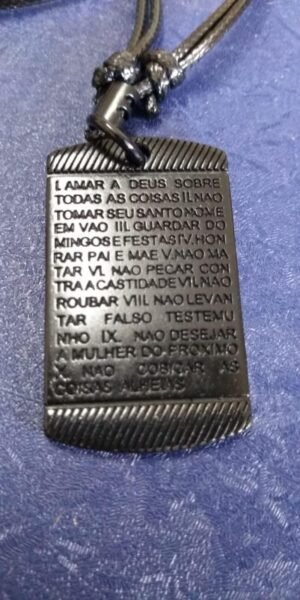 I. AMAR A DEUS SOBRE
TODAS AS COISAS II. NAO
TOMAR SEU SANTO NOME
EM VAO III. GUARDAR DO
MINGOS E FESTAS IV. HON
RAR PAI E MAE V. NAO MA
TAR VI. NAO PECAR CON
TRA A CASTIDADE VII. NAO
ROUBAR VIII. NAO LEVAN
TAR FALSO TESTEMU
NHO IX. NAO DESEJAR
A MULHER DO PROXIMO
X. NAO COBIÇAR AS
COISAS